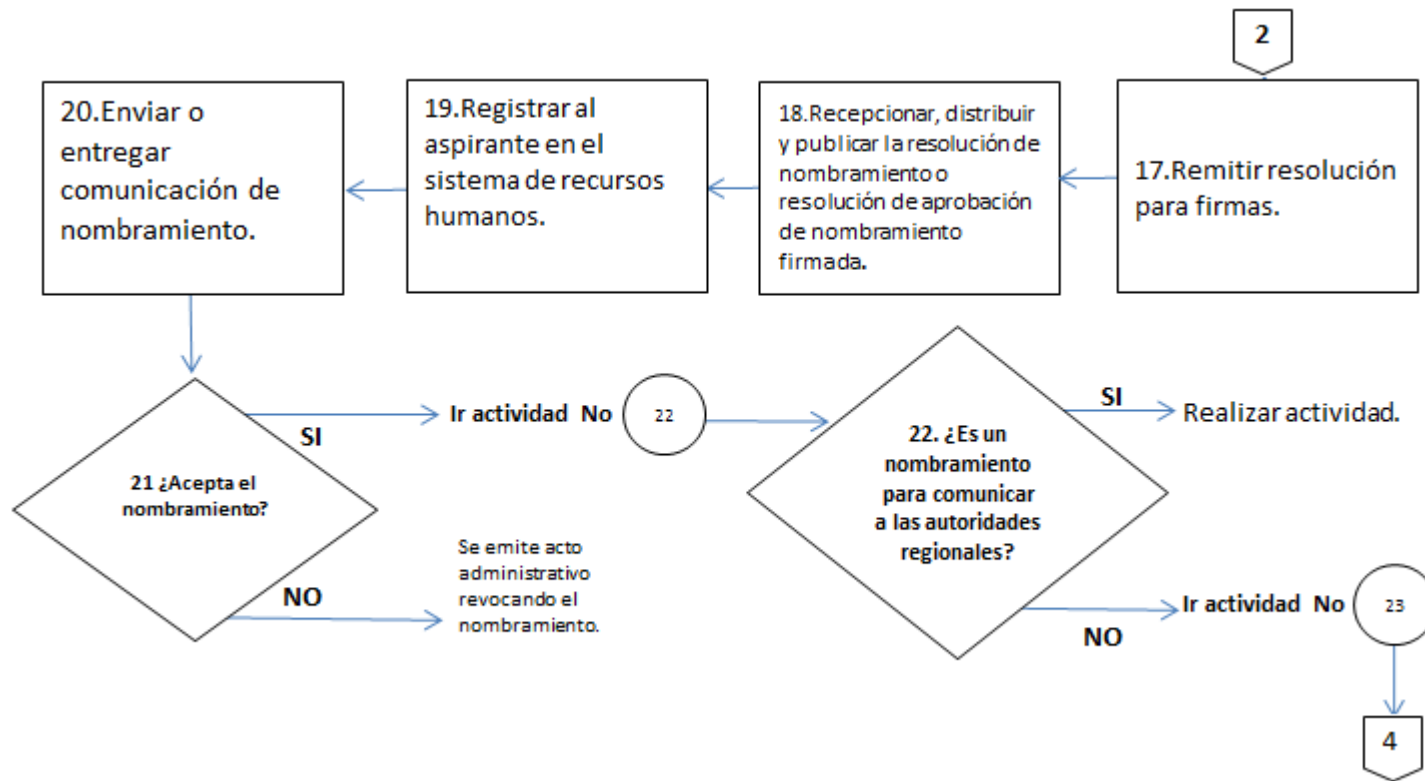 2
20.Enviar o
entregar
comunicación de
nombramiento.
19.Registrar al
aspirante en el
sistema de recursos
humanos.
18.Recepcionar, distribuir
y publicar la resolución de
nombramiento o
resolución de aprobación
de nombramiento
firmada.
17.Remitir resolución
para firmas.
21 ¿Acepta el
nombramiento?
SI
Ir actividad No
22
NO
Se emite acto
administrativo
revocando el
nombramiento.
22. ¿Es un
nombramiento
para comunicar
a las autoridades
regionales?
SI
Realizar actividad.
NO
Ir actividad No
23
4